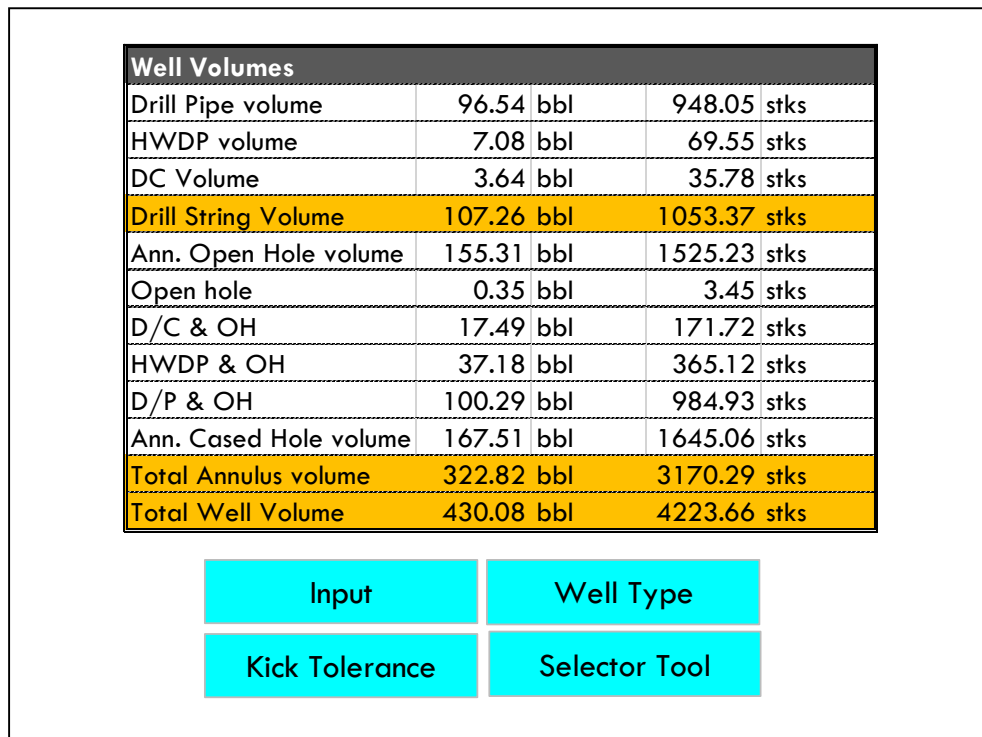 Well Volumes
Drill Pipe volume 96.54 bbl 948.05 stks
HWDP volume 7.08 bbl 69.55 stks
DC Volume 3.64 bbl 35.78 stks
Drill String Volume 107.26 bbl 1053.37 stks
Ann. Open Hole volume 155.31 bbl 1525.23 stks
Open hole 0.35 bbl 3.45 stks
D/C & OH 17.49 bbl 171.72 stks
HWDP & OH 37.18 bbl 365.12 stks
D/P & OH 100.29 bbl 984.93 stks
Ann. Cased Hole volume 167.51 bbl 1645.06 stks
Total Annulus volume 322.82 bbl 3170.29 stks
Total Well Volume 430.08 bbl 4223.66 stks
Input Well Type
Kick Tolerance Selector Tool